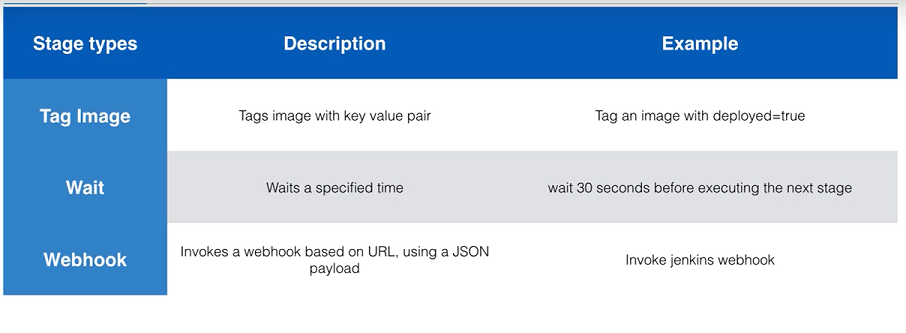 Stage types Description Example
Tag Image Tags image with key value pair Tag an image with deployed=true
Wait Waits a specified time wait 30 seconds before executing the next stage
Webhook Invokes a webhook based on URL, using a JSON payload Invoke jenkins webhook